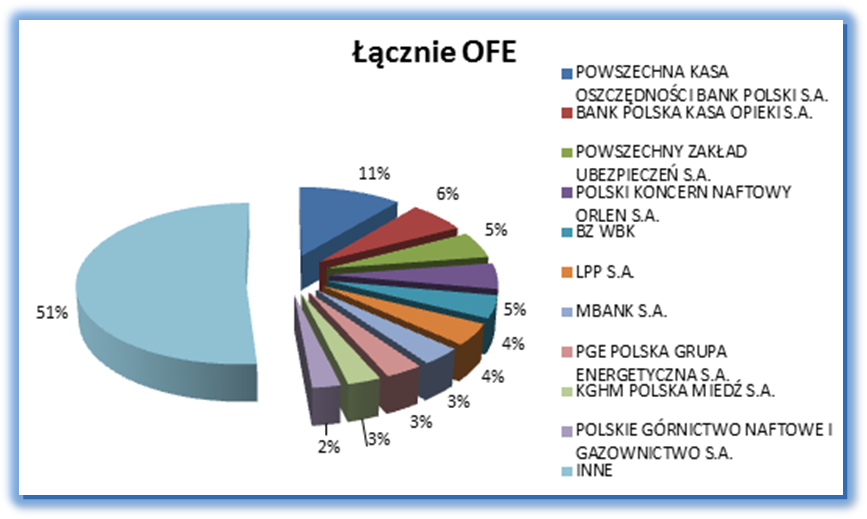 Łącznie OFE
11%
6%
5%
5%
4%
4%
3%
3%
3%
2%
51%
POWSZECHNA KASA
OSZCZĘDNOŚCI BANK POLSKI S.A.
BANK POLSKA KASA OPIEKI S.A.
POWSZECHNY ZAKŁAD
UBEZPIECZEŃ S.A.
POLSKI KONCERN NAFTOWY
ORLEN S.A.
BZ WBK
LPP S.A.
MBANK S.A.
PGE POLSKA GRUPA
ENERGETYCZNA S.A.
KGHM POLSKA MIEDŹ S.A.
POLSKIE GÓRNICTWO NAFTOWE I
GAZOWNICTWO S.A.
INNE